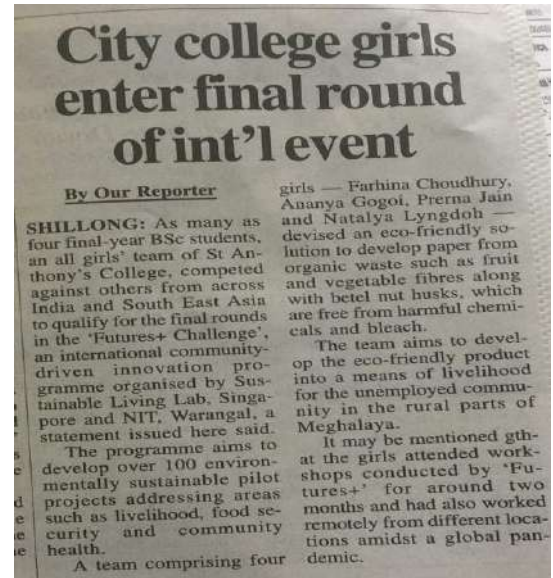 City college girls
enter final round
of int'l event
By Our Reporter
SHILLONG: As many as
four final-year BSc students,
an all girls' team of St An-
thony's College, competed
against others from across
India and South East Asia
to qualify for the final rounds
in the 'Futures+ Challenge',
an international community-
driven innovation pro-
gramme organised by Sus-
tainable Living Lab, Singa-
pore and NIT, Warangal, a
statement issued here said.
The programme aims to
develop over 100 environ-
mentally sustainable pilot
projects addressing areas
such as livelihood, food se-
curity and community
health.
A team comprising four
girls — Farhina Choudhury,
Ananya Gogoi, Prerna Jain
and Natalya Lyngdoh —
devised an eco-friendly so-
lution to develop paper from
organic waste such as fruit
and vegetable fibres along
with betel nut husks, which
are free from harmful chemi-
cals and bleach.
The team aims to devel-
op the eco-friendly product
into a means of livelihood
for the unemployed commu-
nity in the rural parts of
Meghalaya.
It may be mentioned gth-
at the girls attended work-
shops conducted by 'Fu-
tures+' for around two
months and had also worked
remotely from different loca-
tions amidst a global pan-
demic.